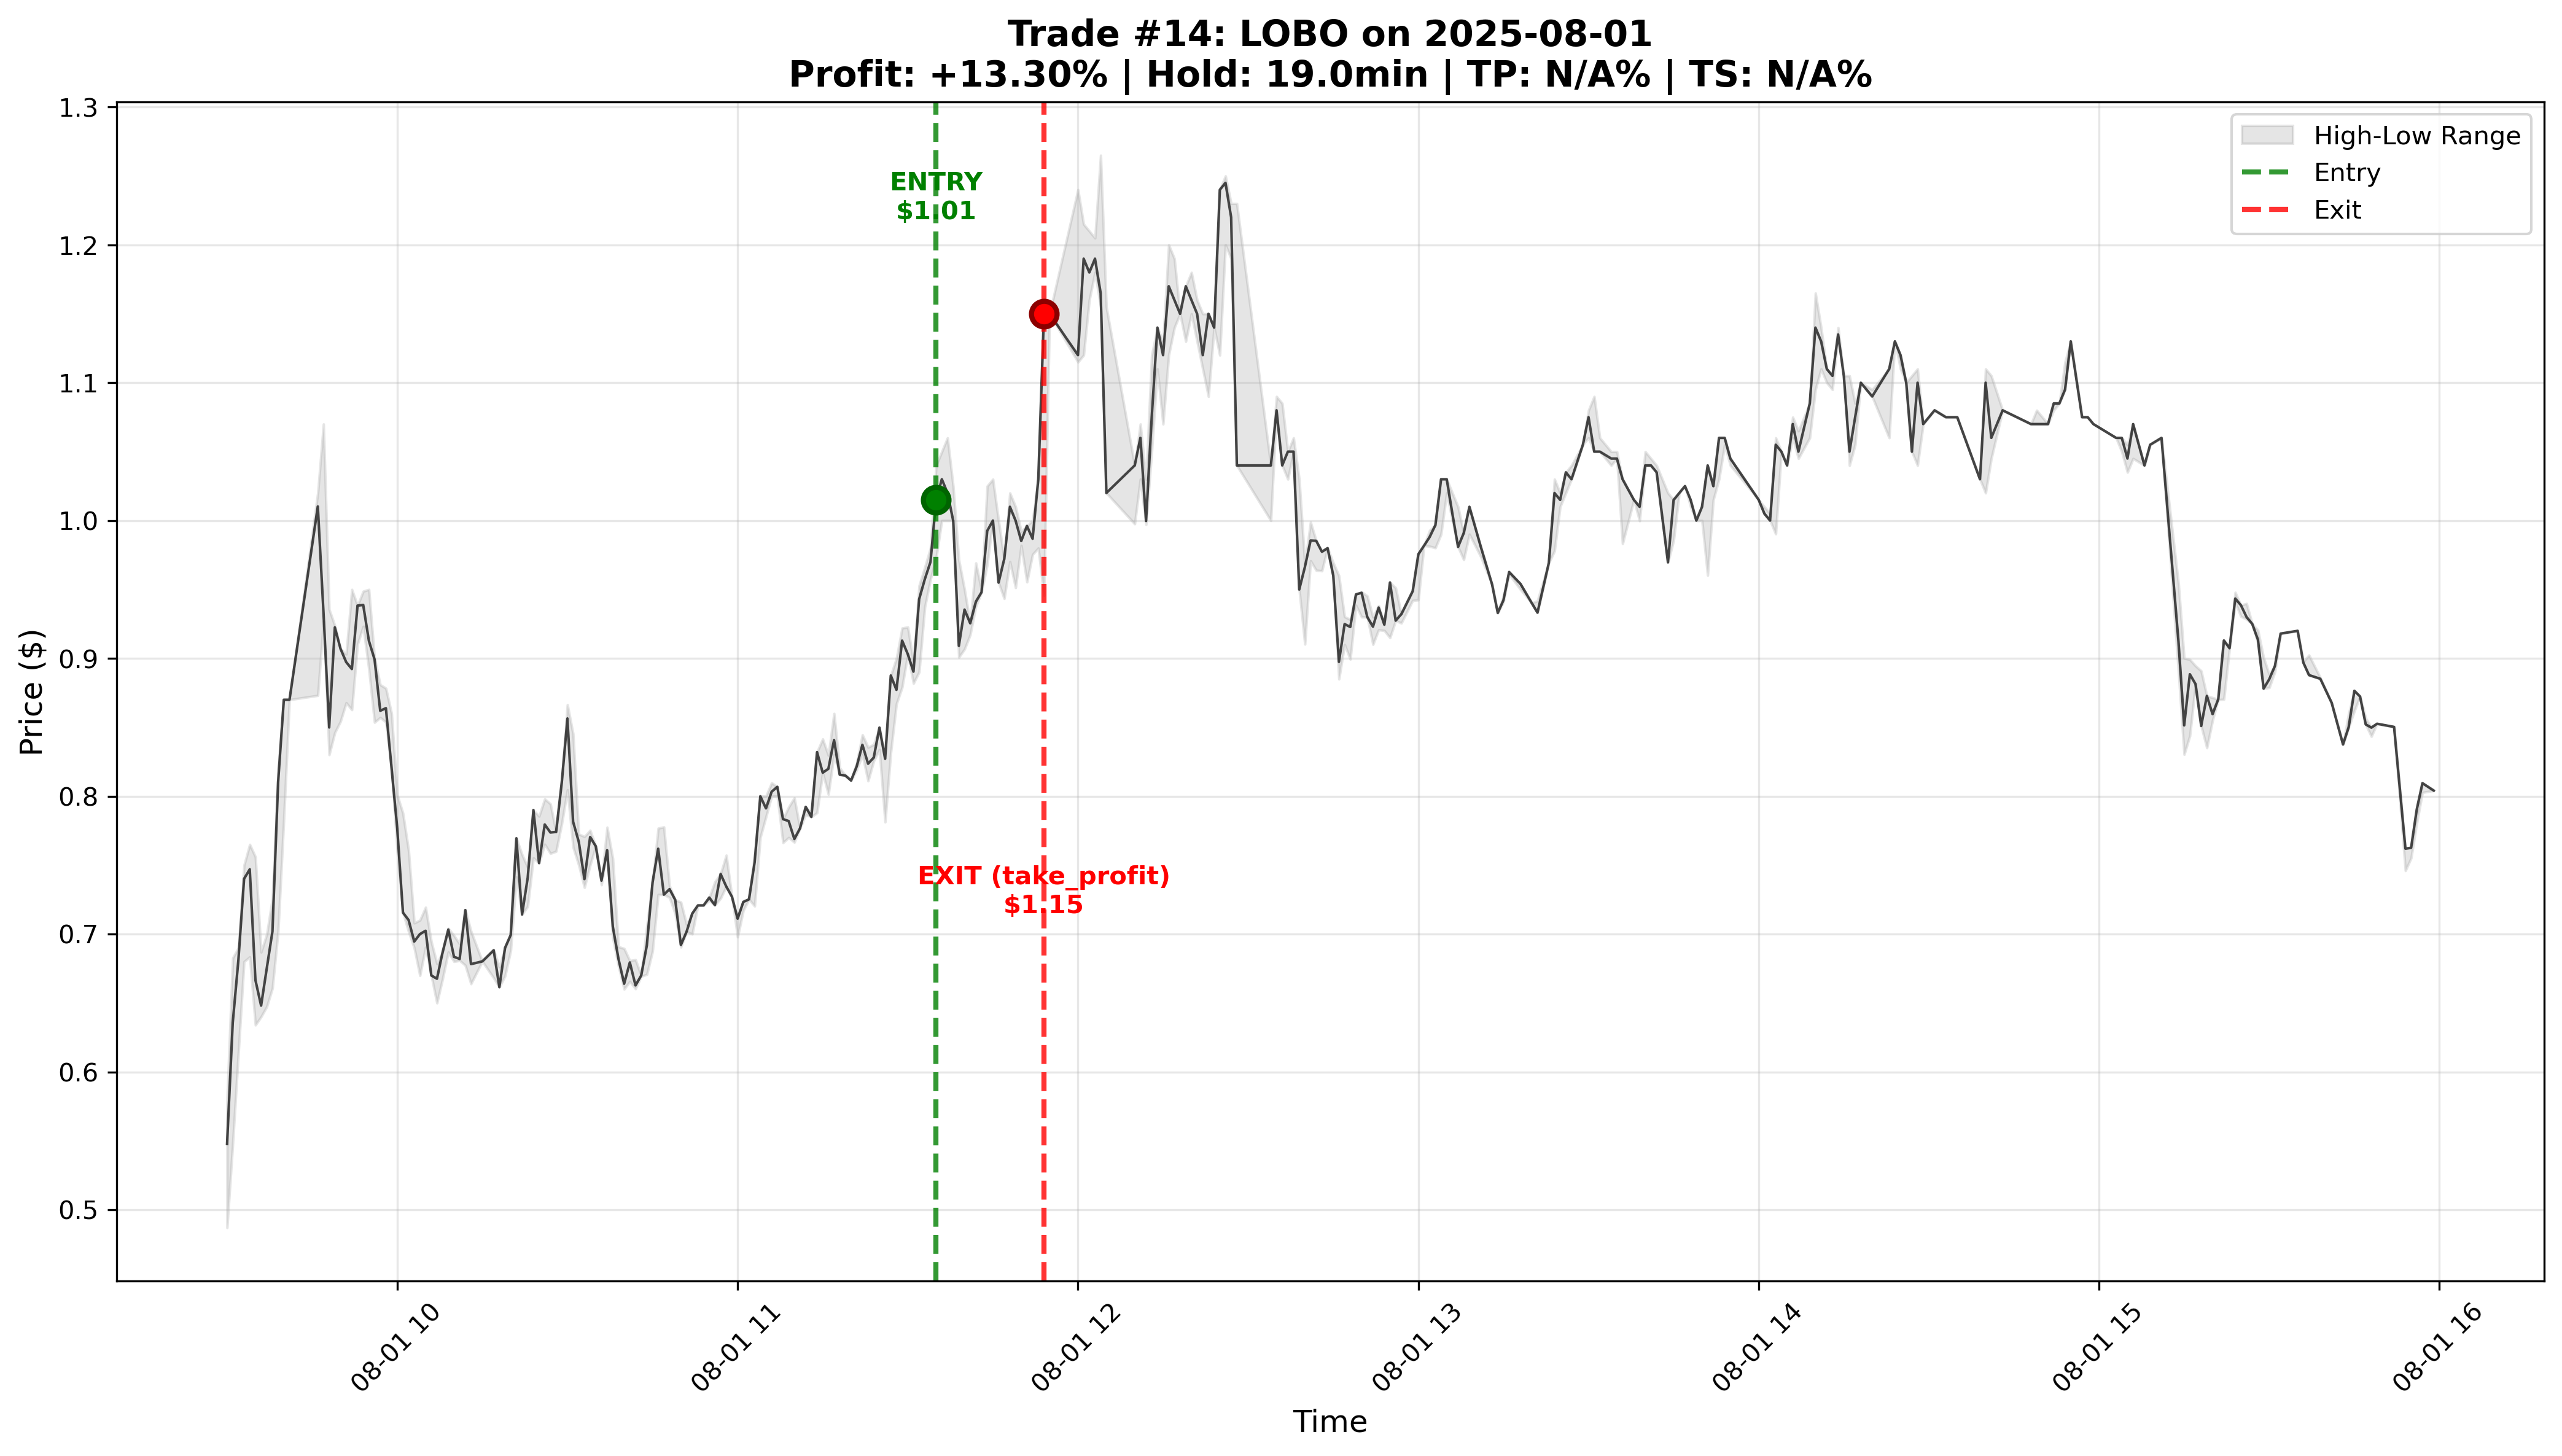 Trade #14: LOBO on 2025-08-01
Profit: +13.30% | Hold: 19.0min | TP: N/A% | TS: N/A%
High-Low Range
Entry
Exit
ENTRY
$1.01
EXIT (take_profit)
$1.15
Price ($)
1.3
1.2
1.1
1.0
0.9
0.8
0.7
0.6
0.5
08-01 10
08-01 11
08-01 12
08-01 13
08-01 14
08-01 15
08-01 16
Time